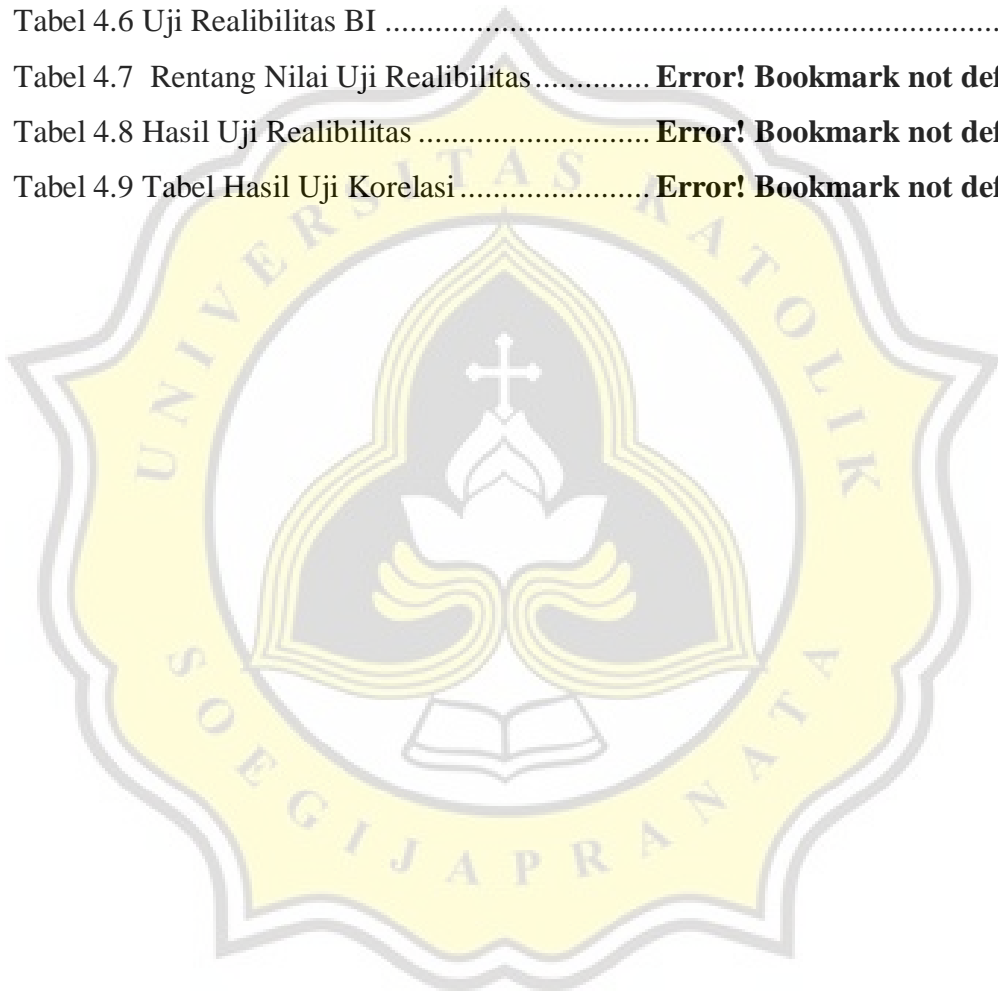 Tabel 4.6 Uji Realibilitas BI ..........................................................................
Tabel 4.7 Rentang Nilai Uji Realibilitas.............. Error! Bookmark not def
Tabel 4.8 Hasil Uji Realibilitas ............................ Error! Bookmark not def
Tabel 4.9 Tabel Hasil Uji Korelasi....................... Error! Bookmark not def
UNIVERSITAS KATOLIK
SOEGIJAPRANATA